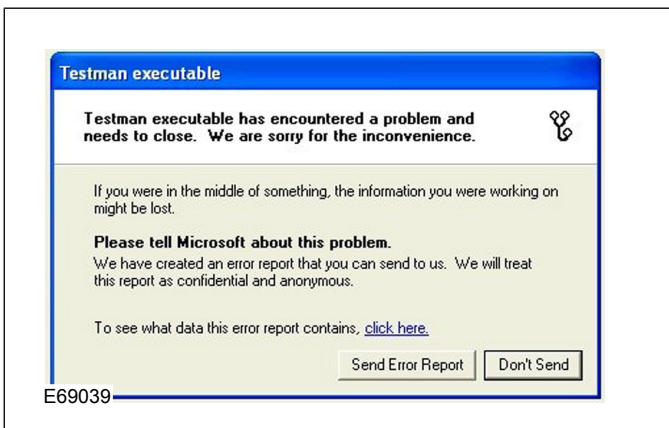 Testman executable
Testman executable has encountered a problem and
needs to close. We are sorry for the inconvenience.
If you were in the middle of something, the information you were working on
might be lost.
Please tell Microsoft about this problem.
We have created an error report that you can send to us. We will treat
this report as confidential and anonymous.
To see what data this error report contains, click here.
Send Error Report Don't Send
E69039